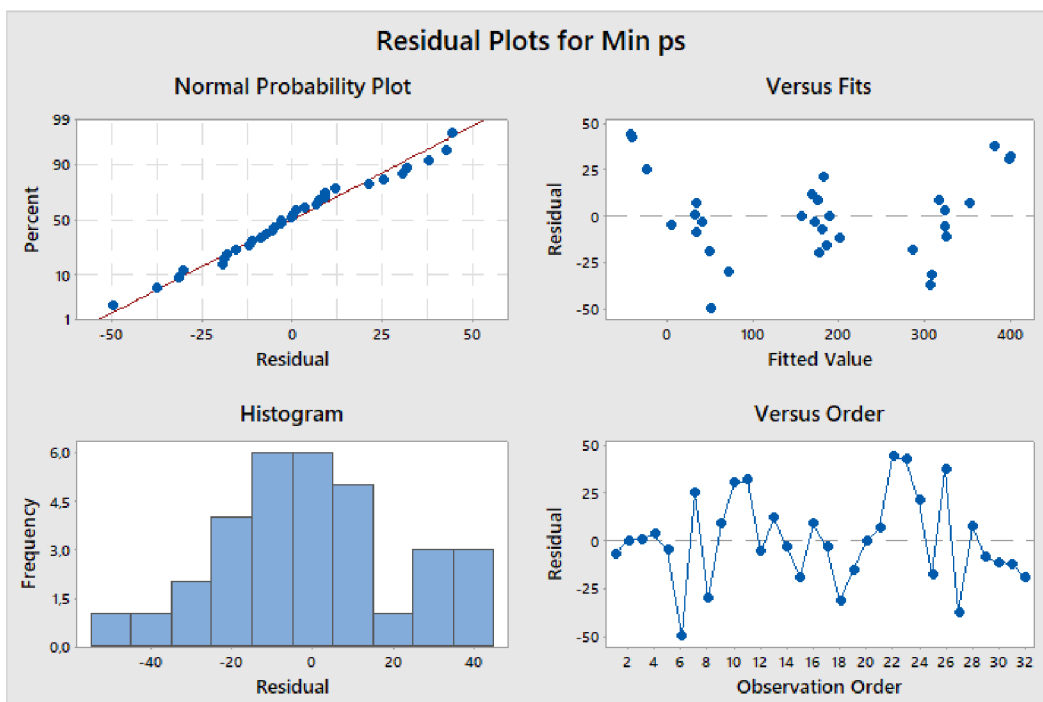 Residual Plots for Min ps
Normal Probability Plot
Percent
99
90
50
10
1
-50 -25 0 25 50
Residual
Versus Fits
Residual
50
25
0
-25
-50
0 100 200 300 400
Fitted Value
Histogram
Frequency
6,0
4,5
3,0
1,5
0,0
-40 -20 0 20 40
Residual
Versus Order
Residual
50
25
0
-25
-50
2 4 6 8 10 12 14 16 18 20 22 24 26 28 30 32
Observation Order